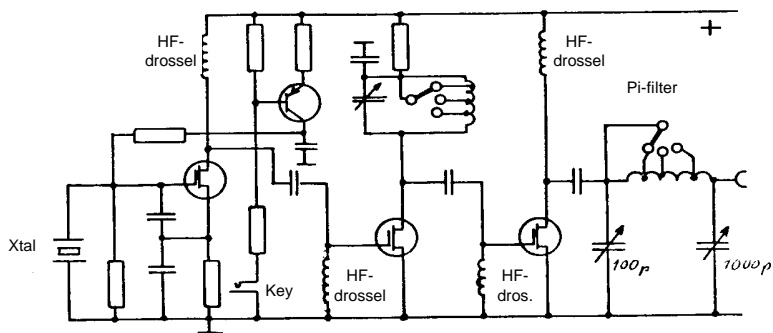 HF-
drossel
HF-
drossel
+
Pi-filter
Xtal
Key
HF-
drossel
HF-
dros.
100p
1000p